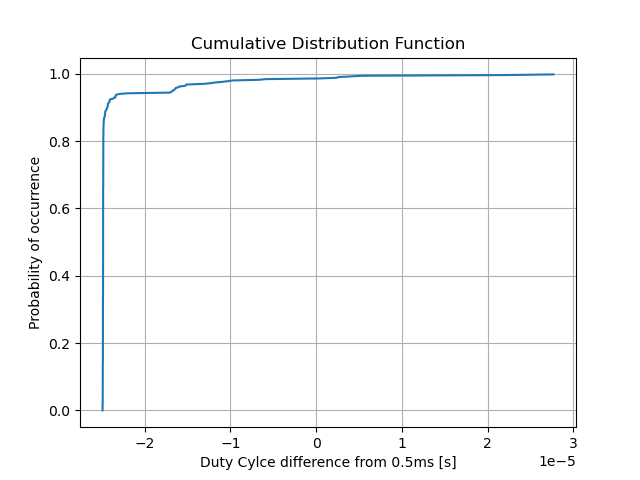 Cumulative Distribution Function
Probability of occurrence
1.0
0.8
0.6
0.4
0.2
0.0
−2 −1 0 1 2 3
1e−5
Duty Cylce difference from 0.5ms [s]